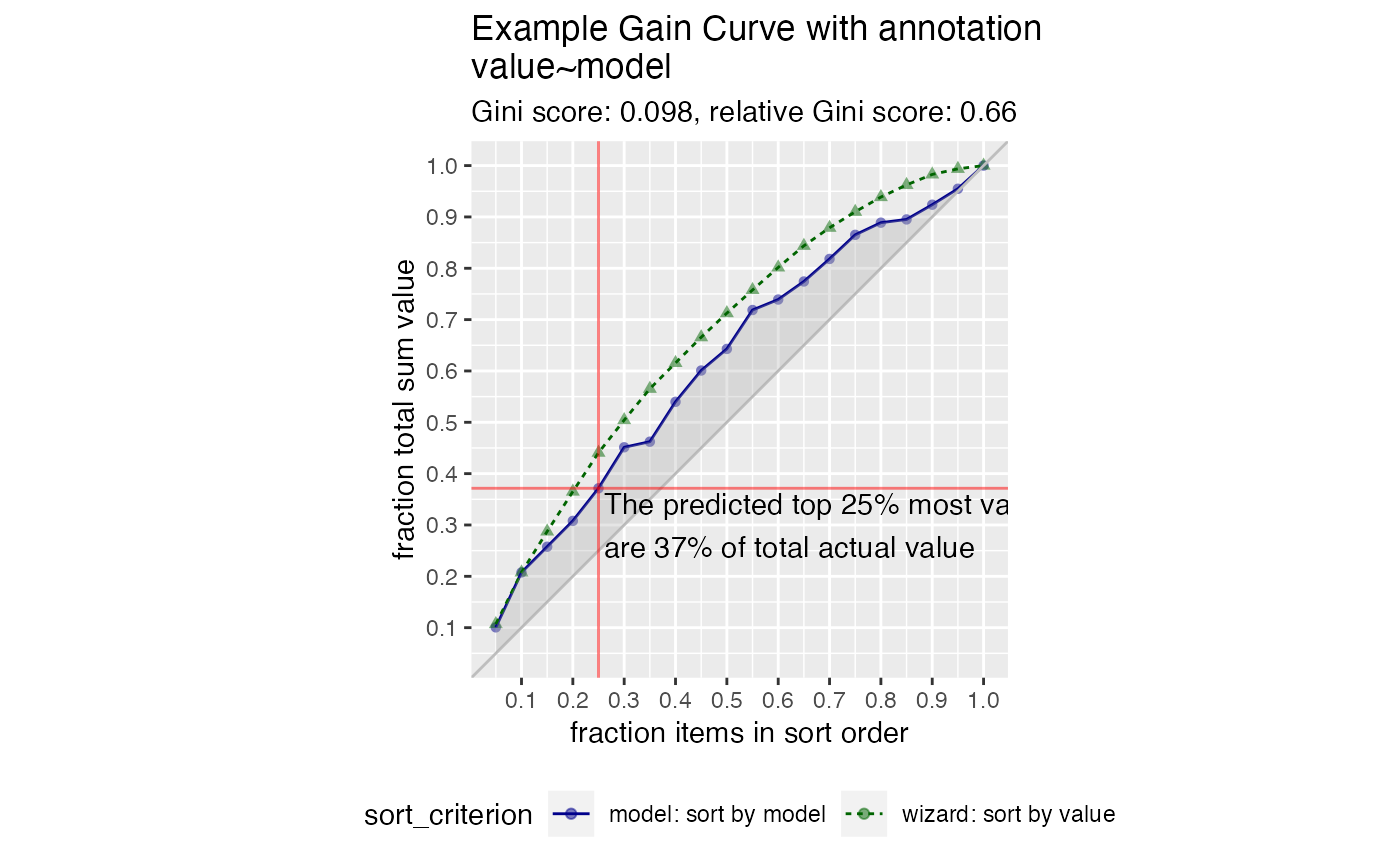 Example Gain Curve with annotation
value~model
Gini score: 0.098, relative Gini score: 0.66
fraction total sum value
1.0
0.9
0.8
0.7
0.6
0.5
0.4
0.3
0.2
0.1
The predicted top 25% most va
are 37% of total actual value
0.1 0.2 0.3 0.4 0.5 0.6 0.7 0.8 0.9 1.0
fraction items in sort order
sort_criterion model: sort by model wizard: sort by value